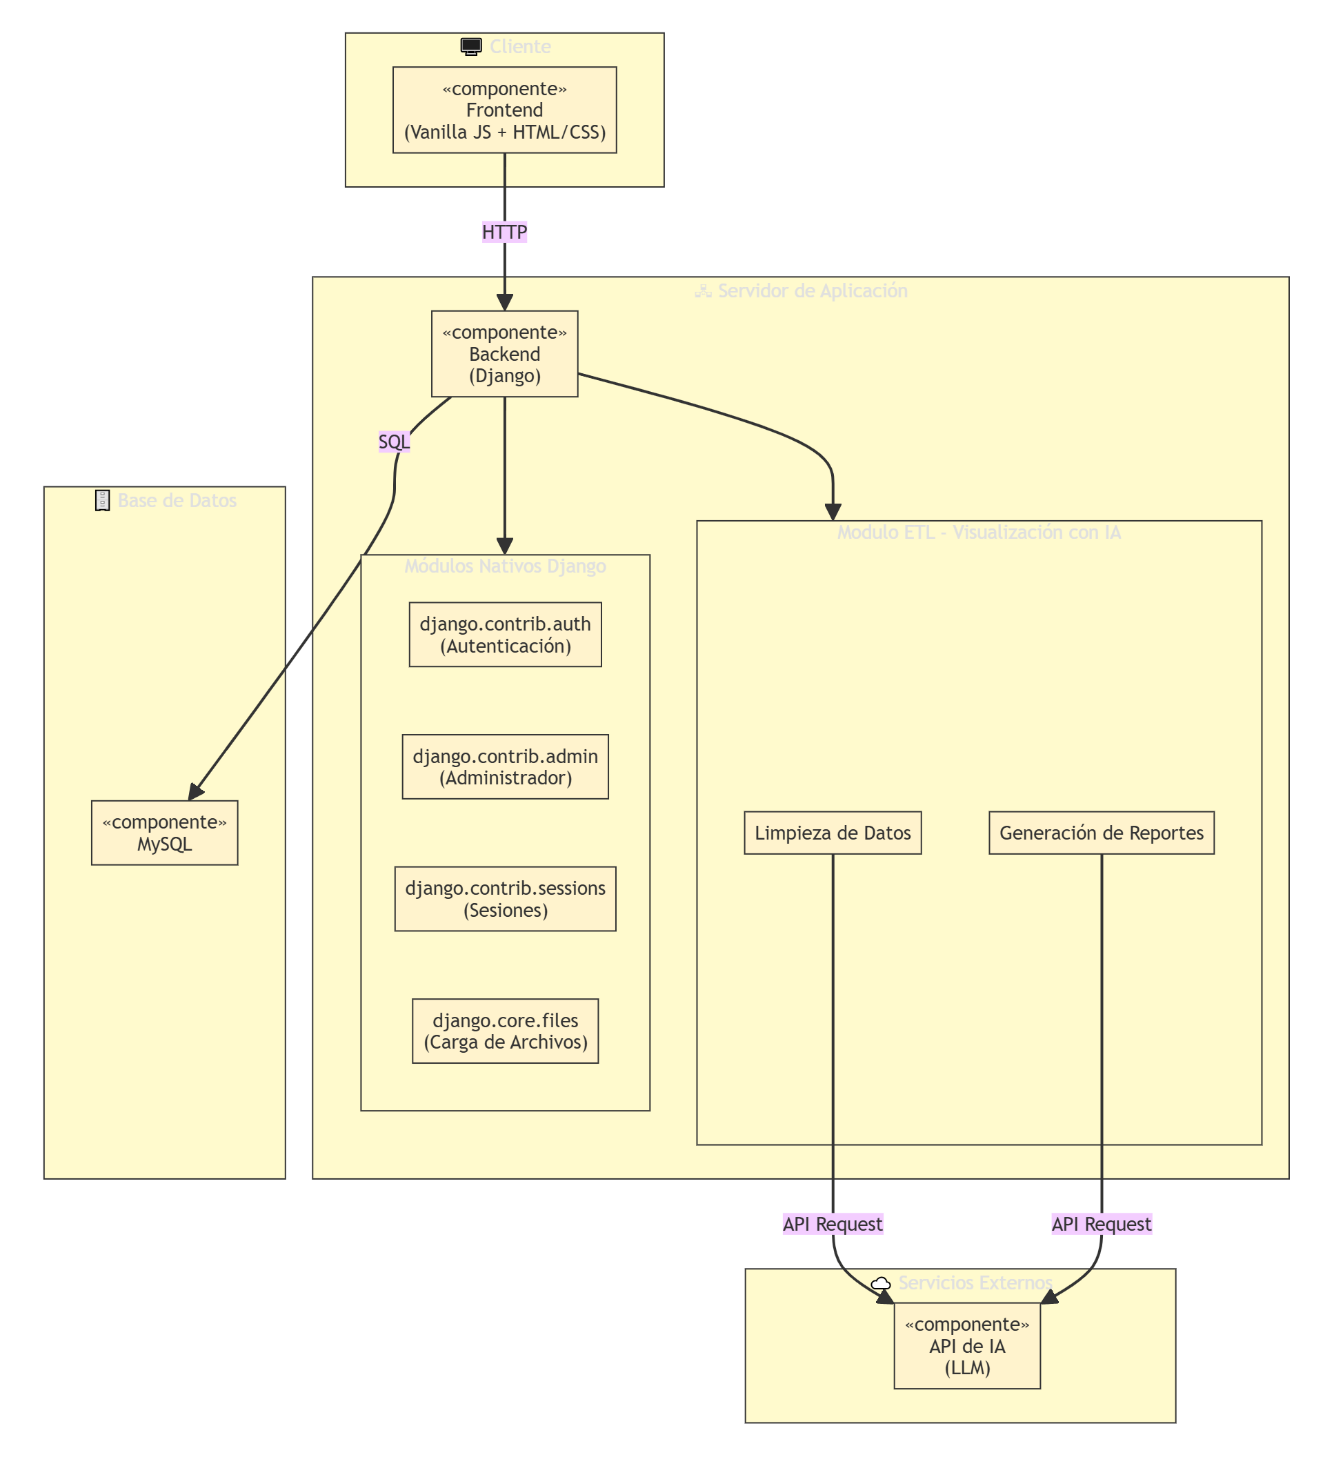 Cliente
«componente»
Frontend
(Vanilla JS + HTML/CSS)
HTTP
Servidor de Aplicación
«componente»
Backend
(Django)
SQL
Base de Datos
«componente»
MySQL
Módulos Nativos Django
django.contrib.auth
(Autenticación)
django.contrib.admin
(Administrador)
django.contrib.sessions
(Sesiones)
django.core.files
(Carga de Archivos)
Modulo ETL - Visualización con IA
Limpieza de Datos
Generación de Reportes
API Request
API Request
Servicios Externos
«componente»
API de IA
(LLM)